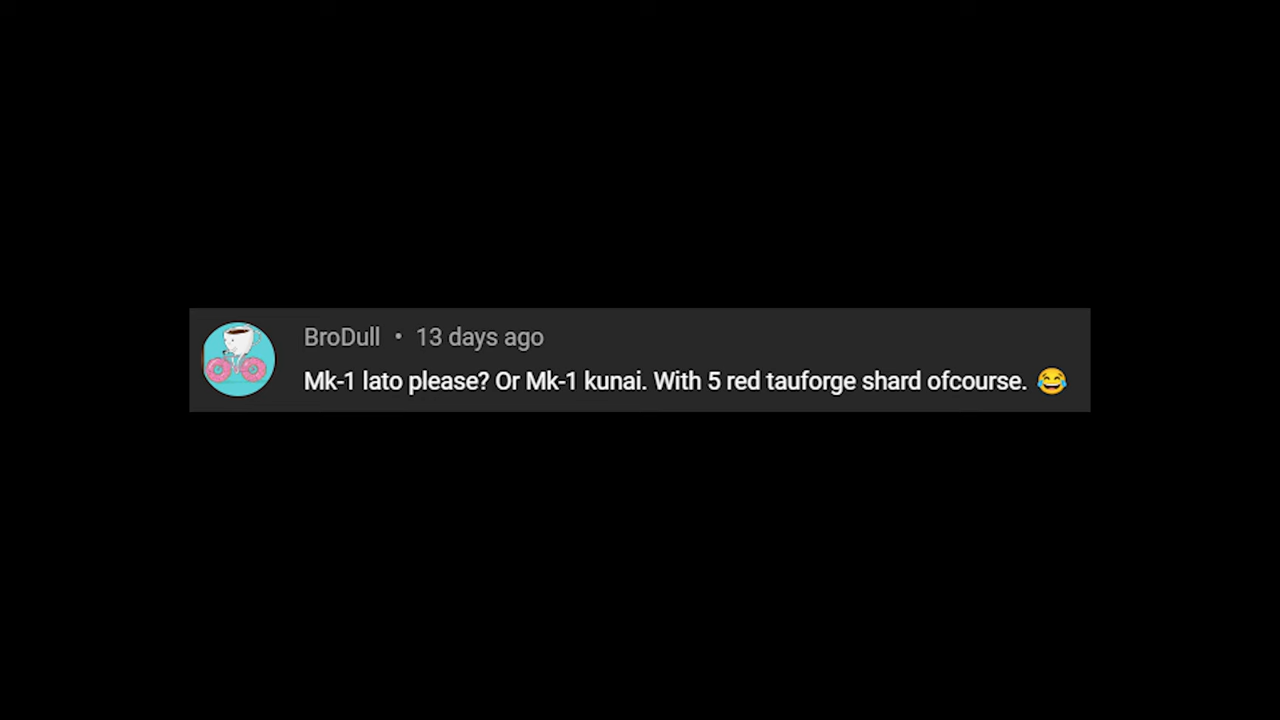 BroDull • 13 days ago
Mk-1 lato please? Or Mk-1 kunai. With 5 red tauforge shard ofcourse. 😂